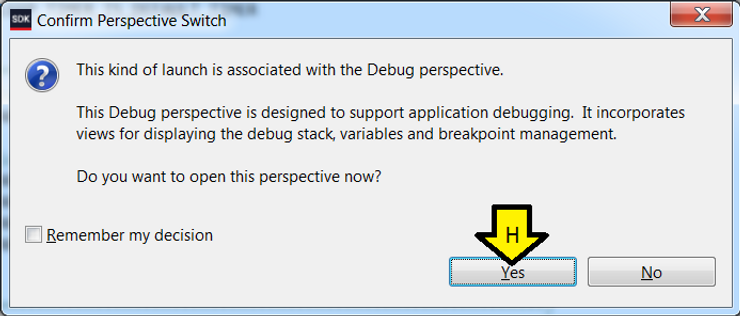 SDK Confirm Perspective Switch
This kind of launch is associated with the Debug perspective.
This Debug perspective is designed to support application debugging. It incorporates
views for displaying the debug stack, variables and breakpoint management.
Do you want to open this perspective now?
Remember my decision
H
Yes No